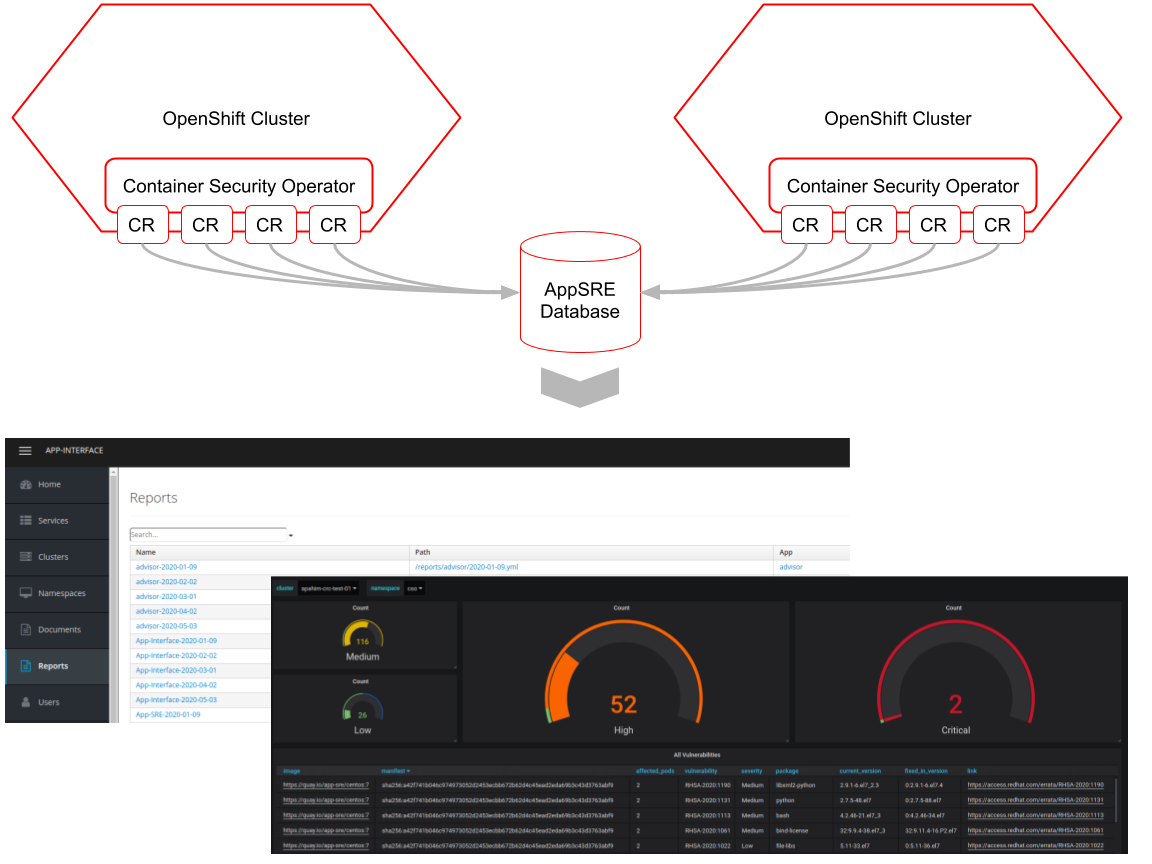 OpenShift Cluster
OpenShift Cluster
Container Security Operator
Container Security Operator
CR CR CR CR
CR CR CR CR
AppSRE
Database
APP-INTERFACE
Home
Services
Clusters
Namespaces
Documents
Reports
Users
Reports
Search...
Name Path App
advisor-2020-01-09 /reports/advisor/2020-01-09.yml advisor
advisor-2020-02-02
advisor-2020-03-01
advisor-2020-04-02
advisor-2020-05-03
App-Interface-2020-01-09
App-Interface-2020-02-02
App-Interface-2020-03-01
App-Interface-2020-04-02
App-Interface-2020-05-03
App-SRE-2020-01-09
cluster namespace cso
Count
116
Medium
Count
26
Low
Count
52
High
Count
2
Critical
All Vulnerabilities
image manifest affected_pods vulnerability severity package current_version fixed_in_version link
https://quay.io/app-sre/centos:7 2 RHSA-2020:1190 Medium libxml2-python 2.9.1-6.el7_2.3 0:2.9.1-6.el7.4 https://access.redhat.com/errata/RHSA-2020:1190
https://quay.io/app-sre/centos:7 2 RHSA-2020:1131 Medium python 2.7.5-48.el7 0:2.7.5-88.el7 https://access.redhat.com/errata/RHSA-2020:1131
https://quay.io/app-sre/centos:7 2 RHSA-2020:1113 Medium bash 4.2.46-21.el7_3 0:4.2.46-34.el7 https://access.redhat.com/errata/RHSA-2020:1113
https://quay.io/app-sre/centos:7 2 RHSA-2020:1061 Medium bind-license 32:9.9.4-38.el7_3 32:9.11.4-16.P2.el7 https://access.redhat.com/errata/RHSA-2020:1061
https://quay.io/app-sre/centos:7 2 RHSA-2020:1022 Low file-libs 5.11-33.el7 0:5.11-36.el7 https://access.redhat.com/errata/RHSA-2020:1022